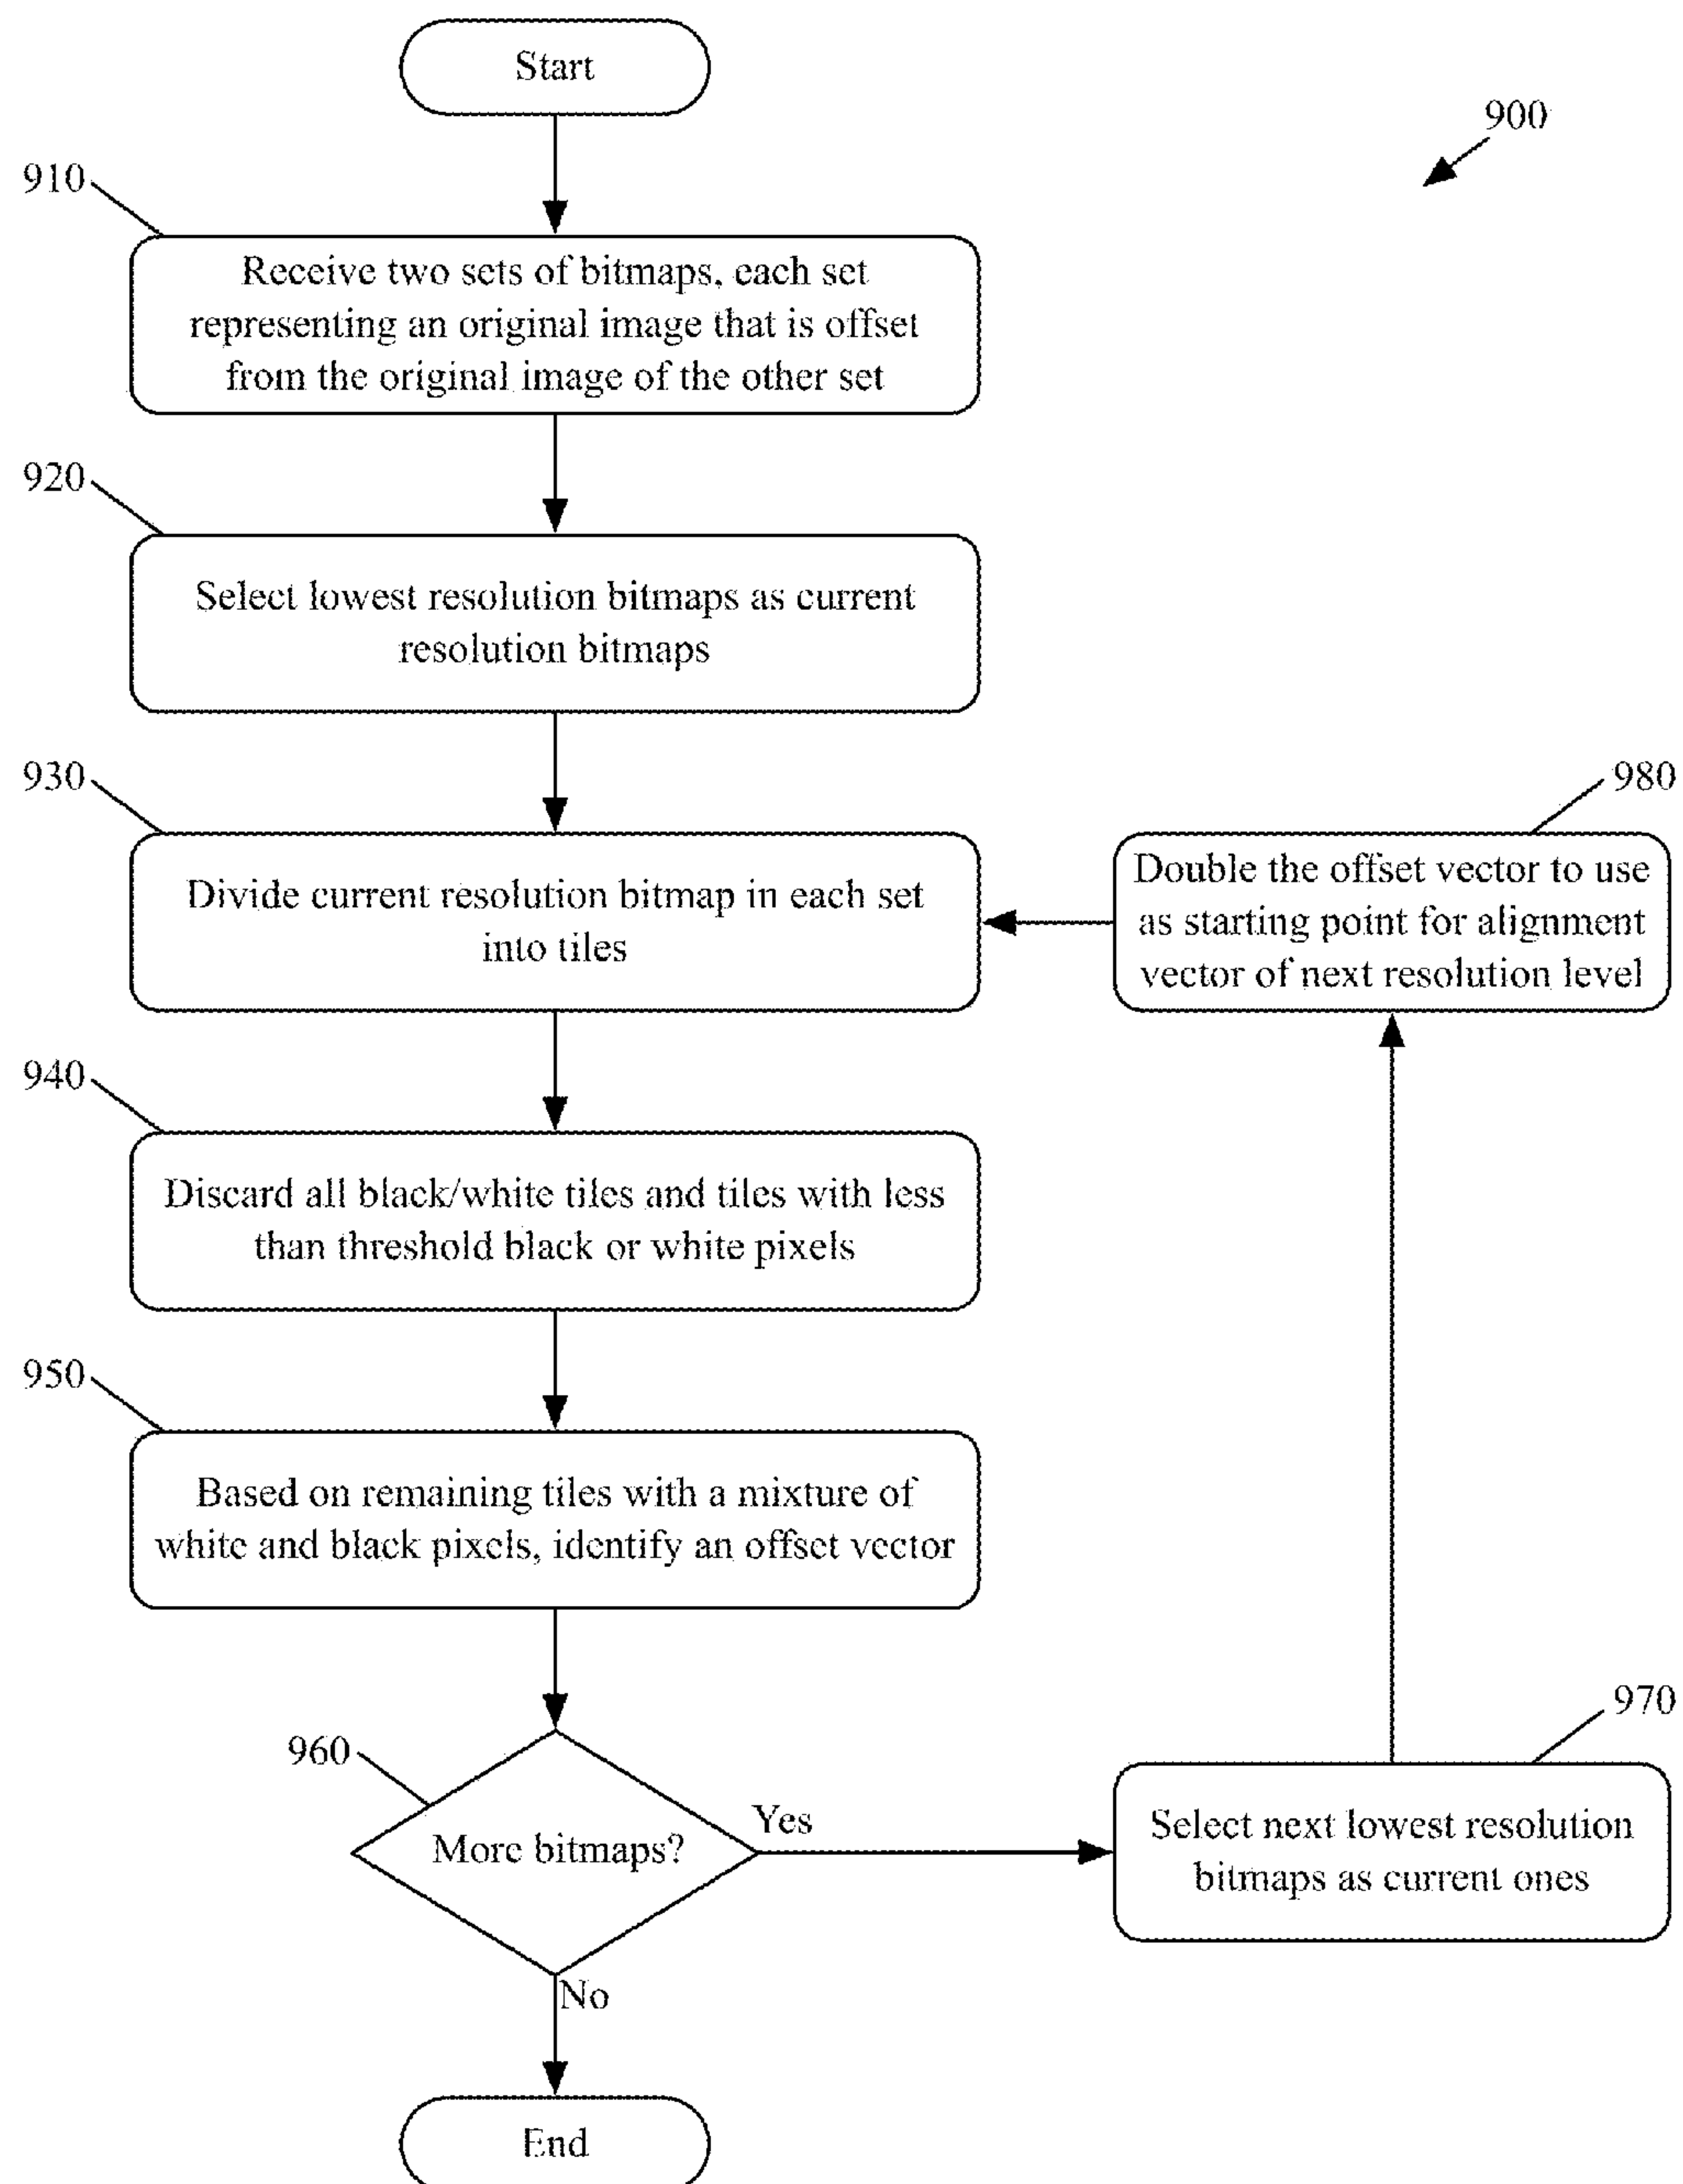 Start
900
910
Receive two sets of bitmaps, each set
representing an original image that is offset
from the original image of the other set
920
Select lowest resolution bitmaps as current
resolution bitmaps
930
Divide current resolution bitmap in each set
into tiles
980
Double the offset vector to use
as starting point for alignment
vector of next resolution level
940
Discard all black/white tiles and tiles with less
than threshold black or white pixels
950
Based on remaining tiles with a mixture of
white and black pixels, identify an offset vector
960
More bitmaps?
Yes
970
Select next lowest resolution
bitmaps as current ones
No
End